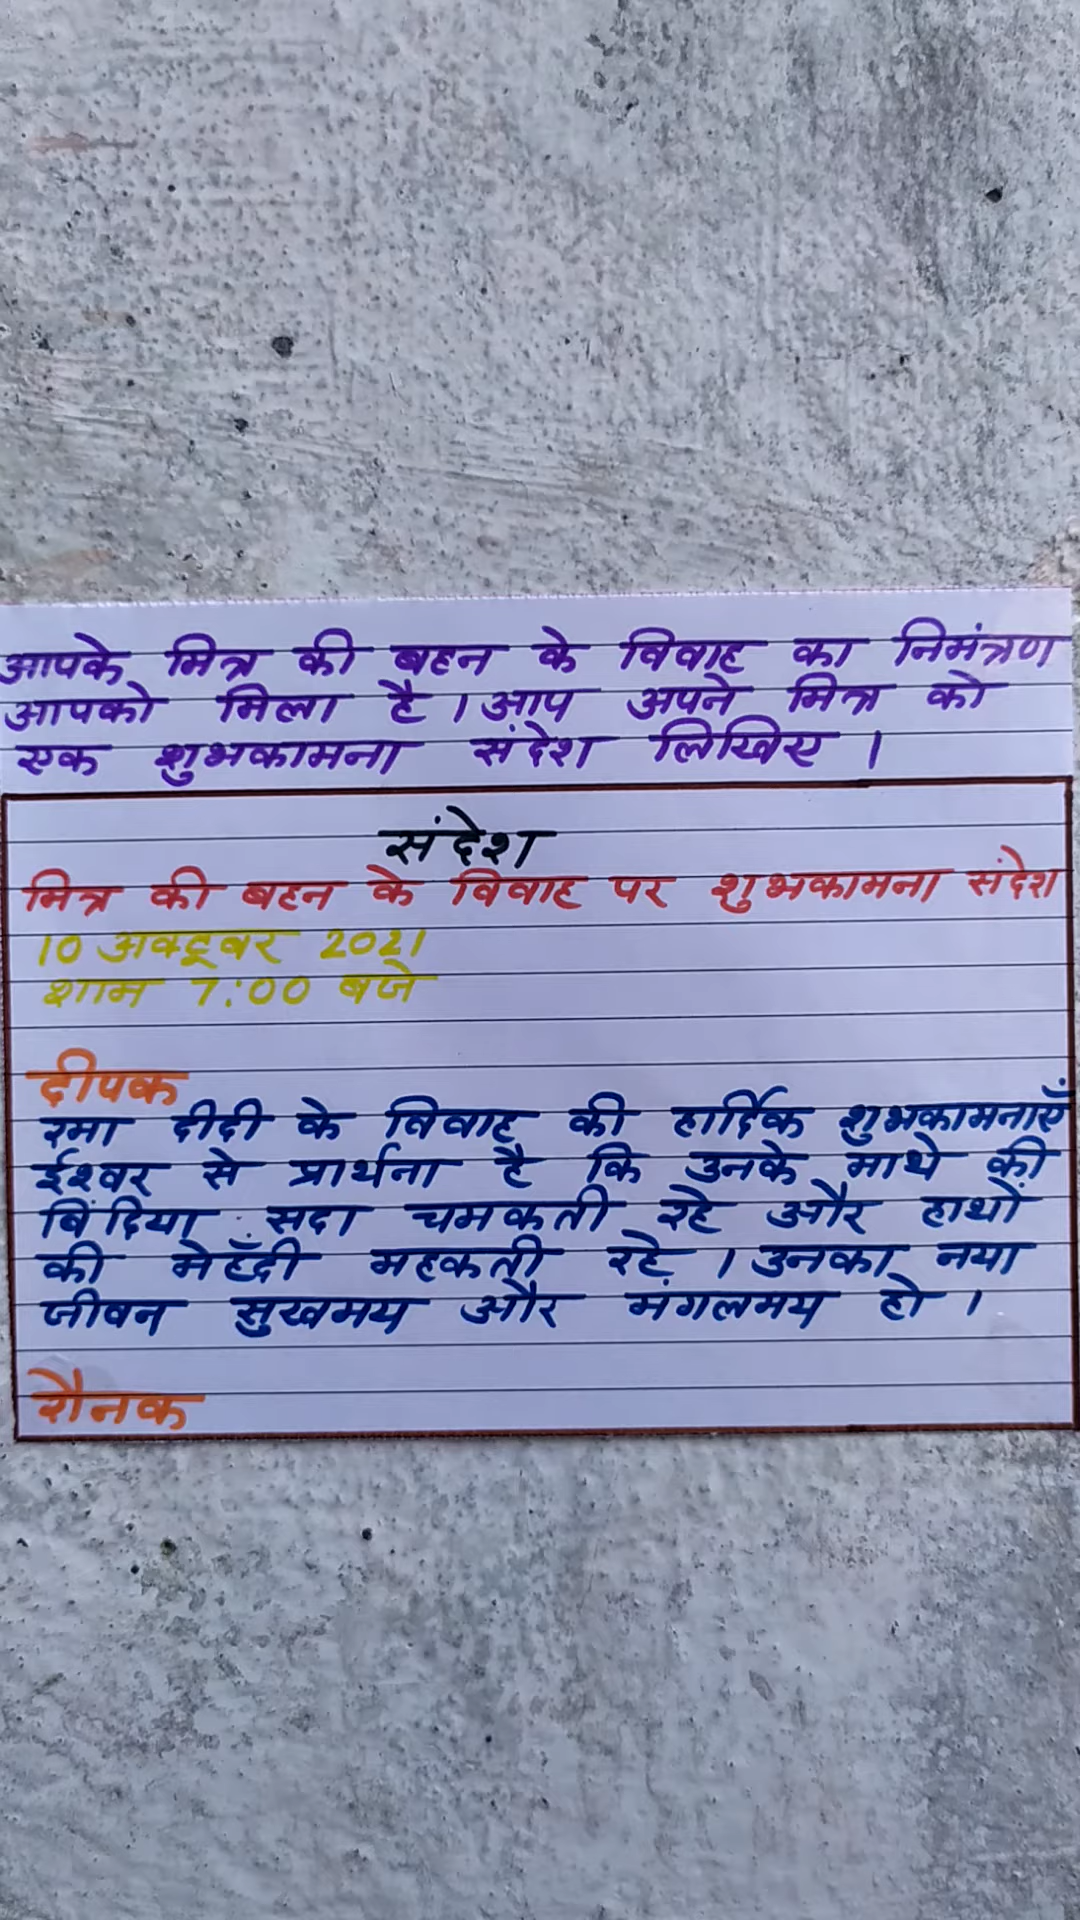 आपके मित्र की बहन के विवाह का निमंत्रण
आपको मिला है । आप अपने मित्र को
एक शुभकामना संदेश लिखिए ।
संदेश
मित्र की बहन के विवाह पर शुभकामना संदेश
10 अक्टूबर 2021
शाम 7:00 बजे
दीपक
रमा दीदी के विवाह की हार्दिक शुभकामनाएँ
ईश्वर से प्रार्थना है कि उनके माथे की
बिंदिया सदा चमकती रहे और हाथों
की मेहँदी महकती रहे । उनका नया
जीवन सुखमय और मंगलमय हो ।
रौनक